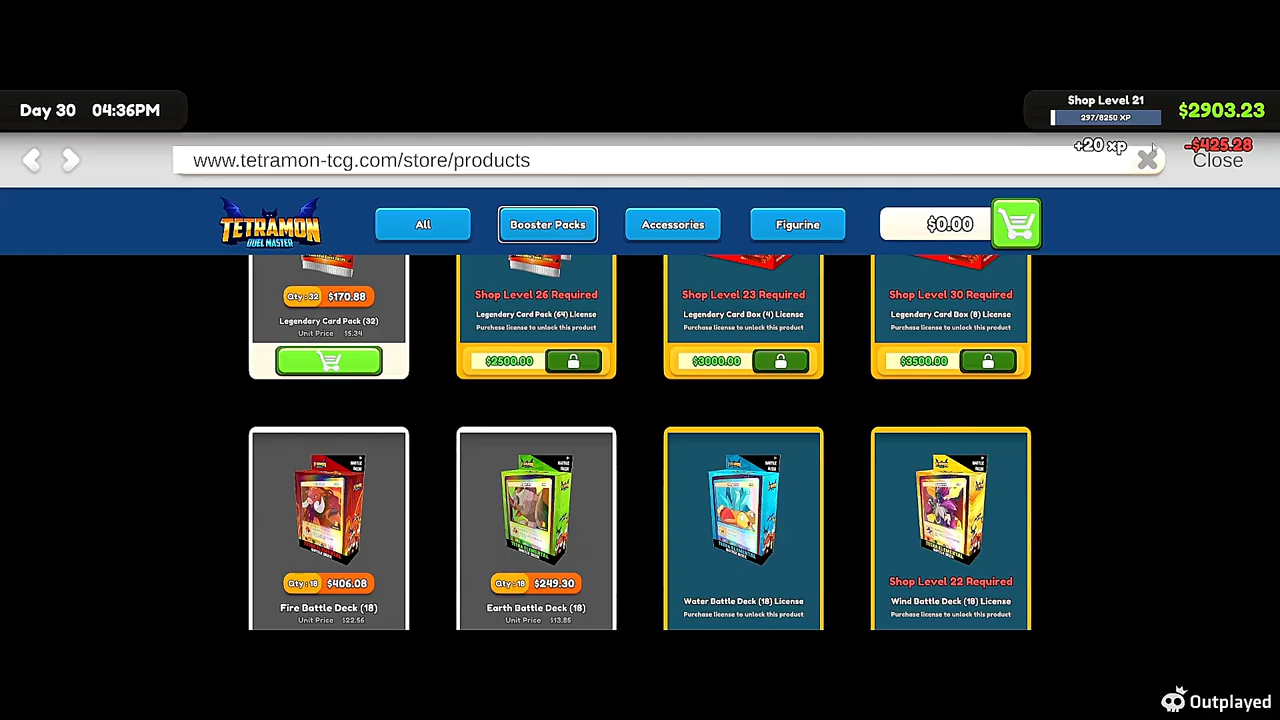 Day 30 04:36PM
Shop Level 21
297/8250 XP
$2903.23
www.tetramon-tcg.com/store/products
+20 xp
-$425.28
Close
TETRAMON
DUEL MASTER
All
Booster Packs
Accessories
Figurine
$0.00
Qty : 32 $170.88
Legendary Card Pack (32)
Unit Price $5.34
Shop Level 26 Required
Legendary Card Pack (64) License
Purchase license to unlock this product
$2500.00
Shop Level 23 Required
Legendary Card Box (4) License
Purchase license to unlock this product
$3000.00
Shop Level 30 Required
Legendary Card Box (8) License
Purchase license to unlock this product
$3500.00
Qty : 18 $406.08
Fire Battle Deck (18)
Unit Price $22.56
Qty : 18 $249.30
Earth Battle Deck (18)
Unit Price $13.85
Water Battle Deck (18) License
Purchase license to unlock this product
Shop Level 22 Required
Wind Battle Deck (18) License
Purchase license to unlock this product
Outplayed